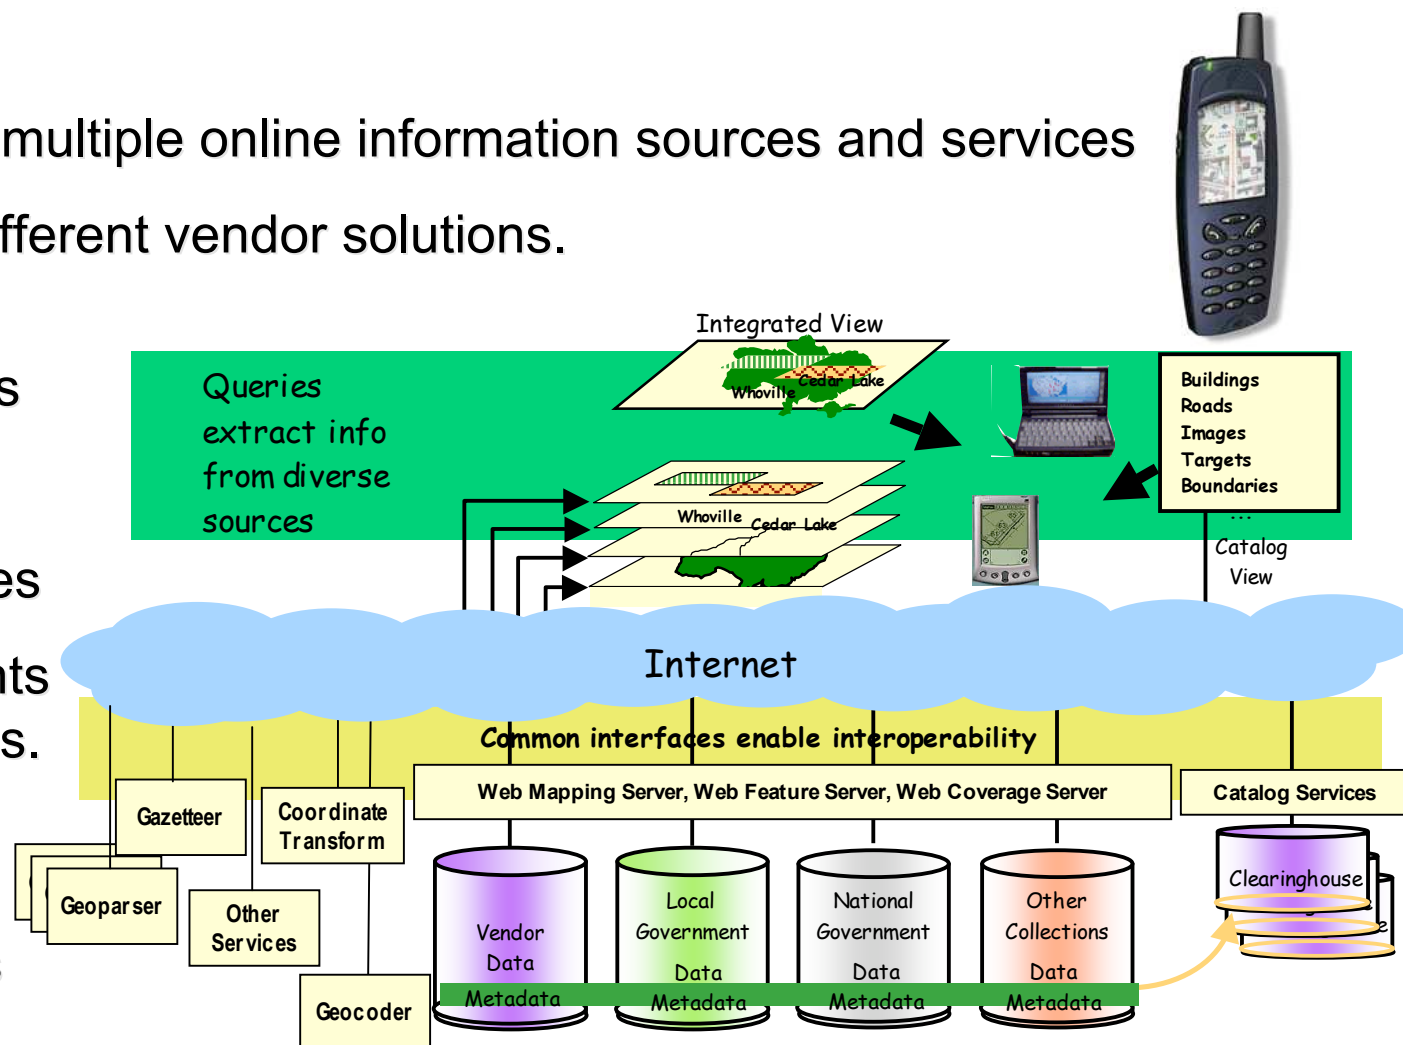 multiple online information sources and services
fferent vendor solutions.
s
es
nts
s.
s
Integrated View
Whoville
Cedar Lake
Queries
extract info
from diverse
sources
Whoville
Cedar Lake
Buildings
Roads
Images
Targets
Boundaries
...
Catalog
View
Internet
Common interfaces enable interoperability
Web Mapping Server, Web Feature Server, Web Coverage Server
Catalog Services
Gazetteer
Coordinate
Transform
Geoparser
Other
Services
Geocoder
Vendor
Data
Metadata
Local
Government
Data
Metadata
National
Government
Data
Metadata
Other
Collections
Data
Metadata
Clearinghouse